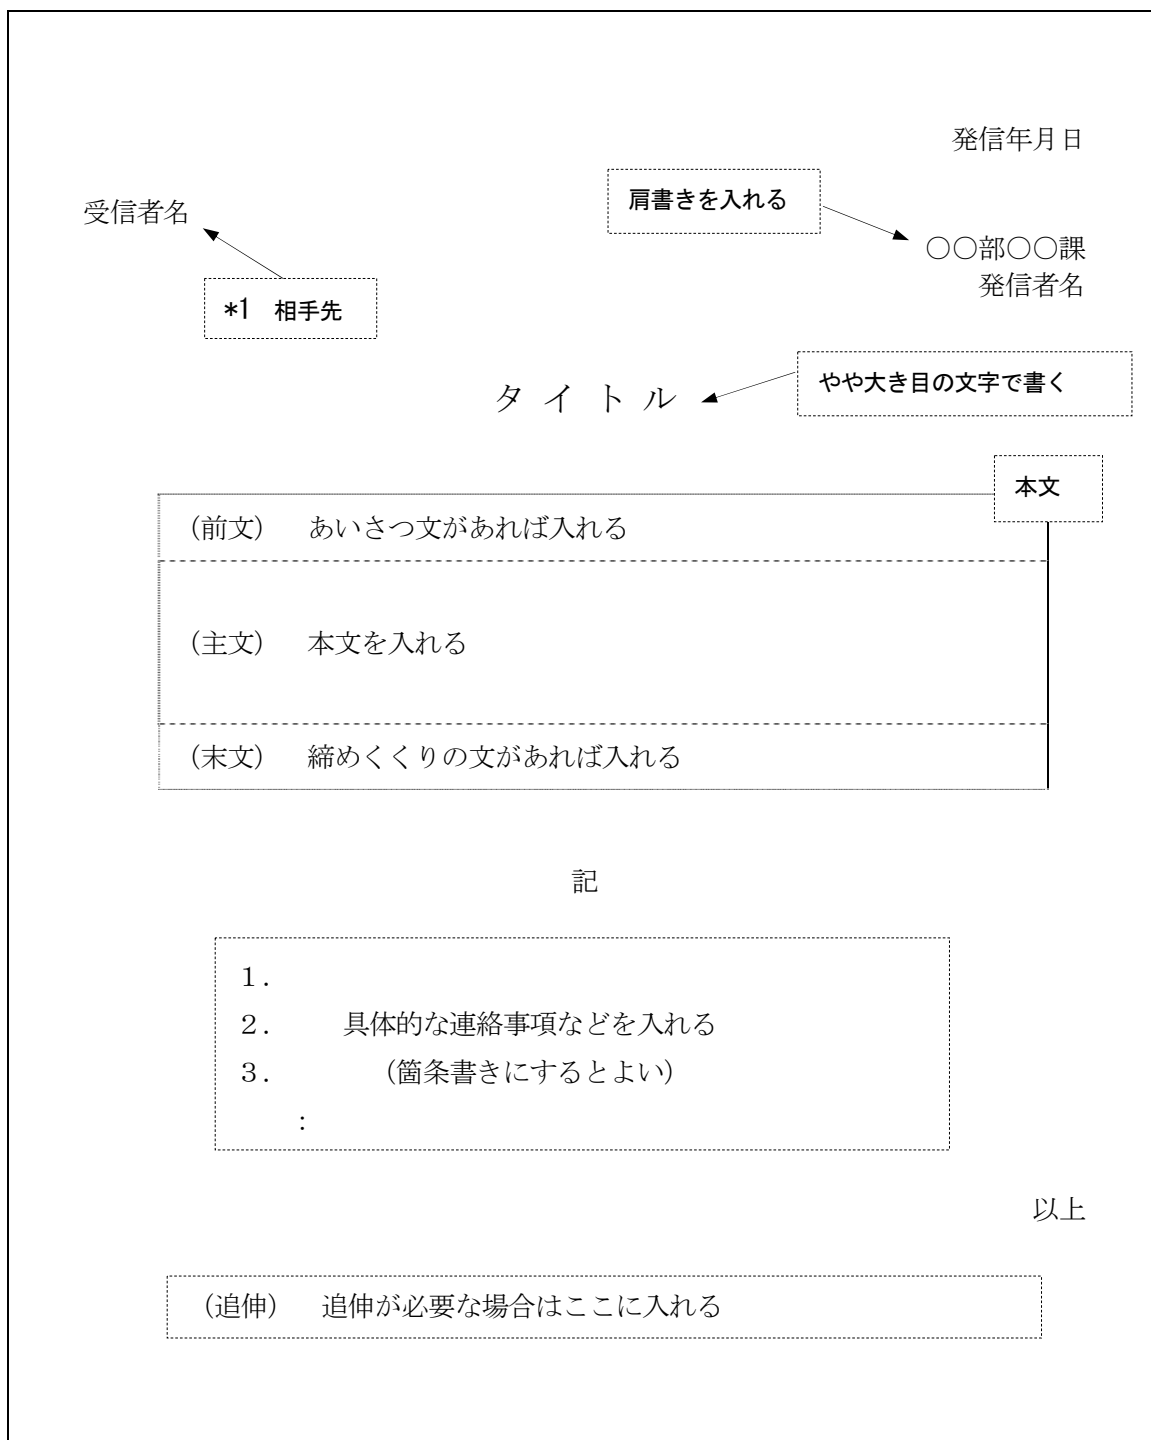 発信年月日
肩書きを入れる
受信者名
〇〇部〇〇課
発信者名
*1　相手先
タ イ ト ル
やや大き目の文字で書く
本文
（前文）　あいさつ文があれば入れる
（主文）　本文を入れる
（末文）　締めくくりの文があれば入れる
記
１．
２．　具体的な連絡事項などを入れる
３．　（箇条書きにするとよい）
：
以上
（追伸）　追伸が必要な場合はここに入れる